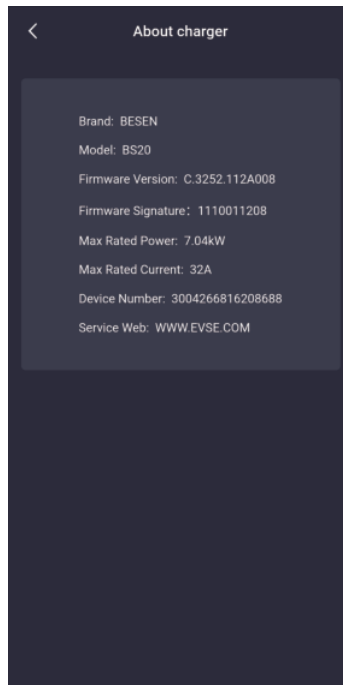 About charger
Brand: BESEN
Model: BS20
Firmware Version: C.3252.112A008
Firmware Signature: 1110011208
Max Rated Power: 7.04kW
Max Rated Current: 32A
Device Number: 3004266816208688
Service Web: WWW.EVSE.COM